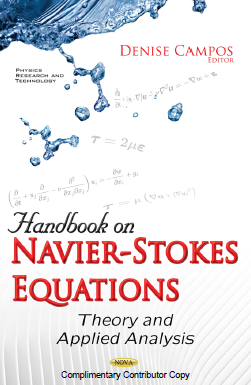 DENISE CAMPOS
EDITOR
PHYSICS
RESEARCH AND
TECHNOLOGY
τ = 2με
Handbook on
NAVIER-STOKES
EQUATIONS
Theory and
Applied Analysis
NOVA
Complimentary Contributor Copy